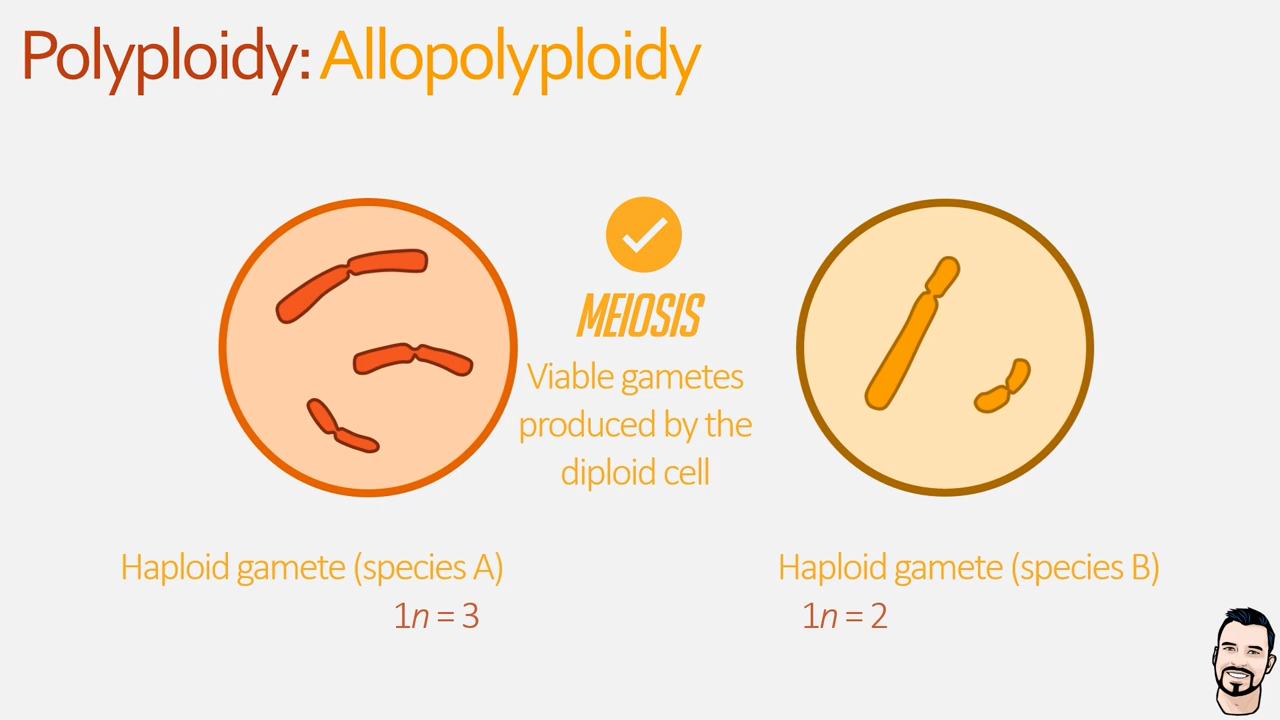 Polyploidy: Allopolyploidy
MEIOSIS
Viable gametes
produced by the
diploid cell
Haploid gamete (species A)
1n = 3
Haploid gamete (species B)
1n = 2